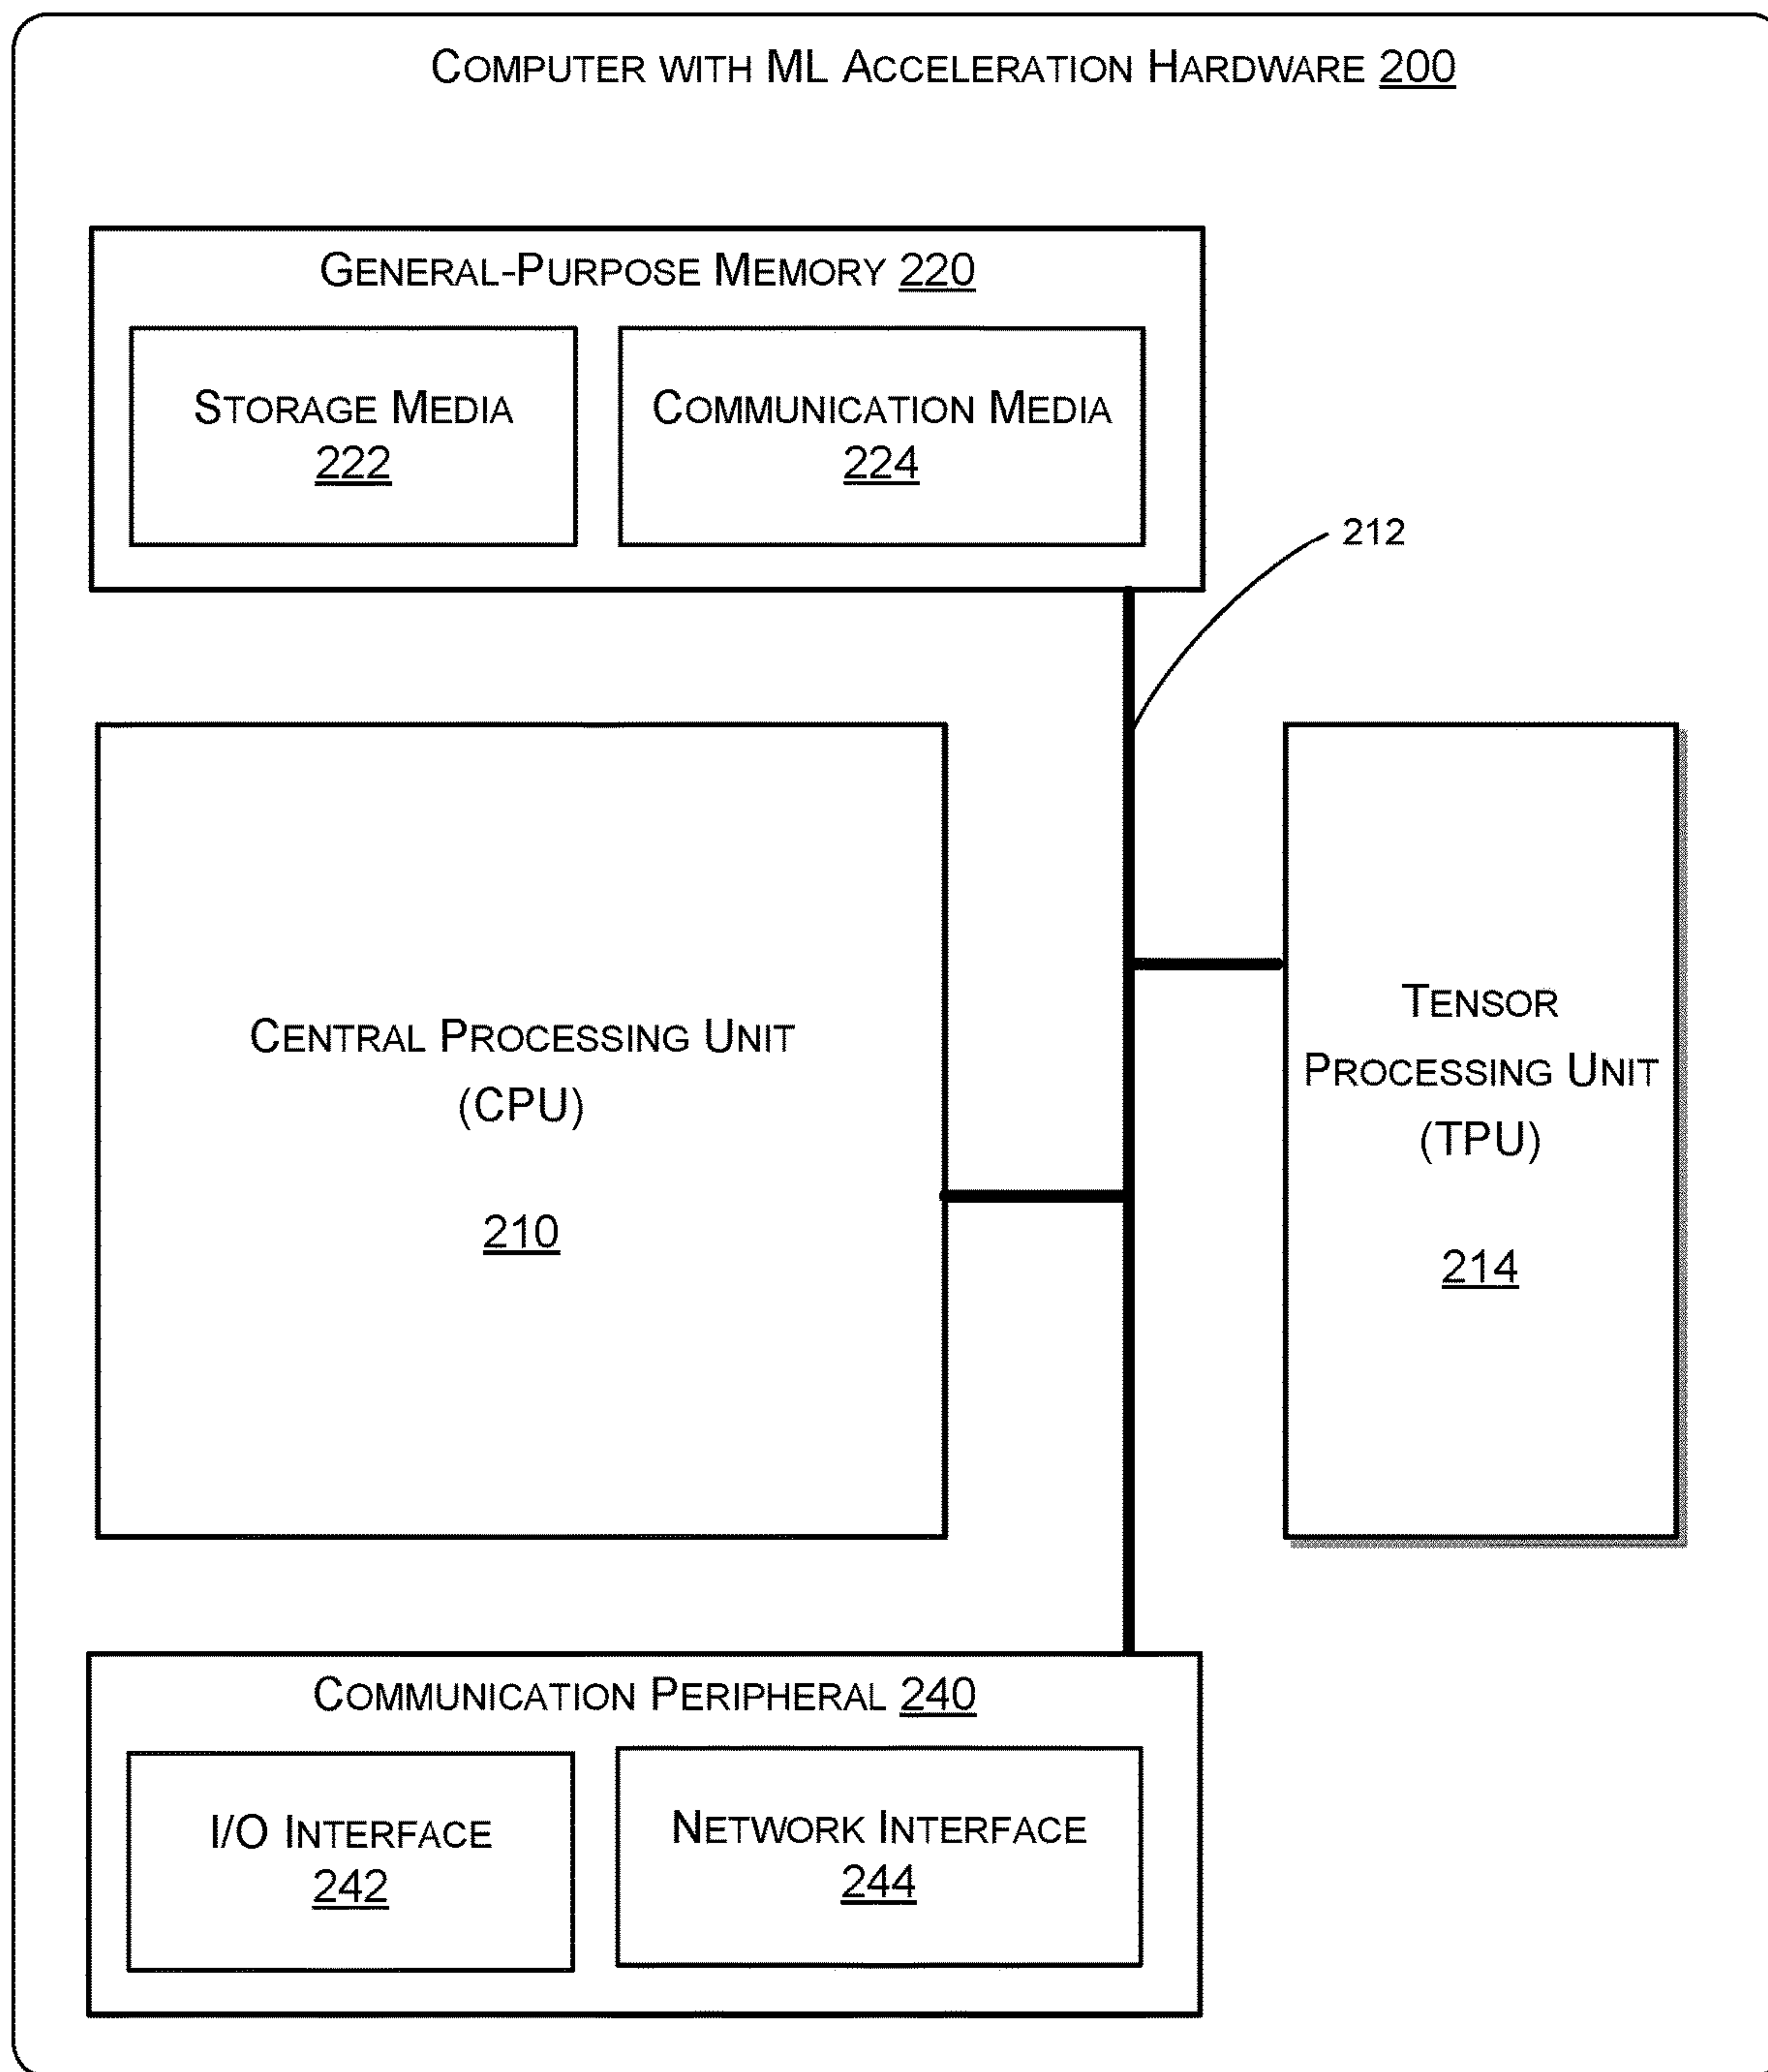 COMPUTER WITH ML ACCELERATION HARDWARE 200
GENERAL-PURPOSE MEMORY 220
STORAGE MEDIA
222
COMMUNICATION MEDIA
224
212
CENTRAL PROCESSING UNIT
(CPU)
210
TENSOR
PROCESSING UNIT
(TPU)
214
COMMUNICATION PERIPHERAL 240
I/O INTERFACE
242
NETWORK INTERFACE
244